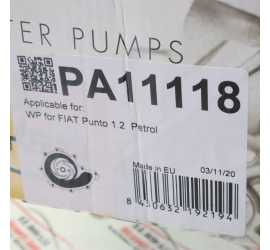 TER PUMPS
PA11118
Applicable for:
WP for FIAT Punto 1.2 Petrol
Made in EU
03/11/20
8 430632 192194